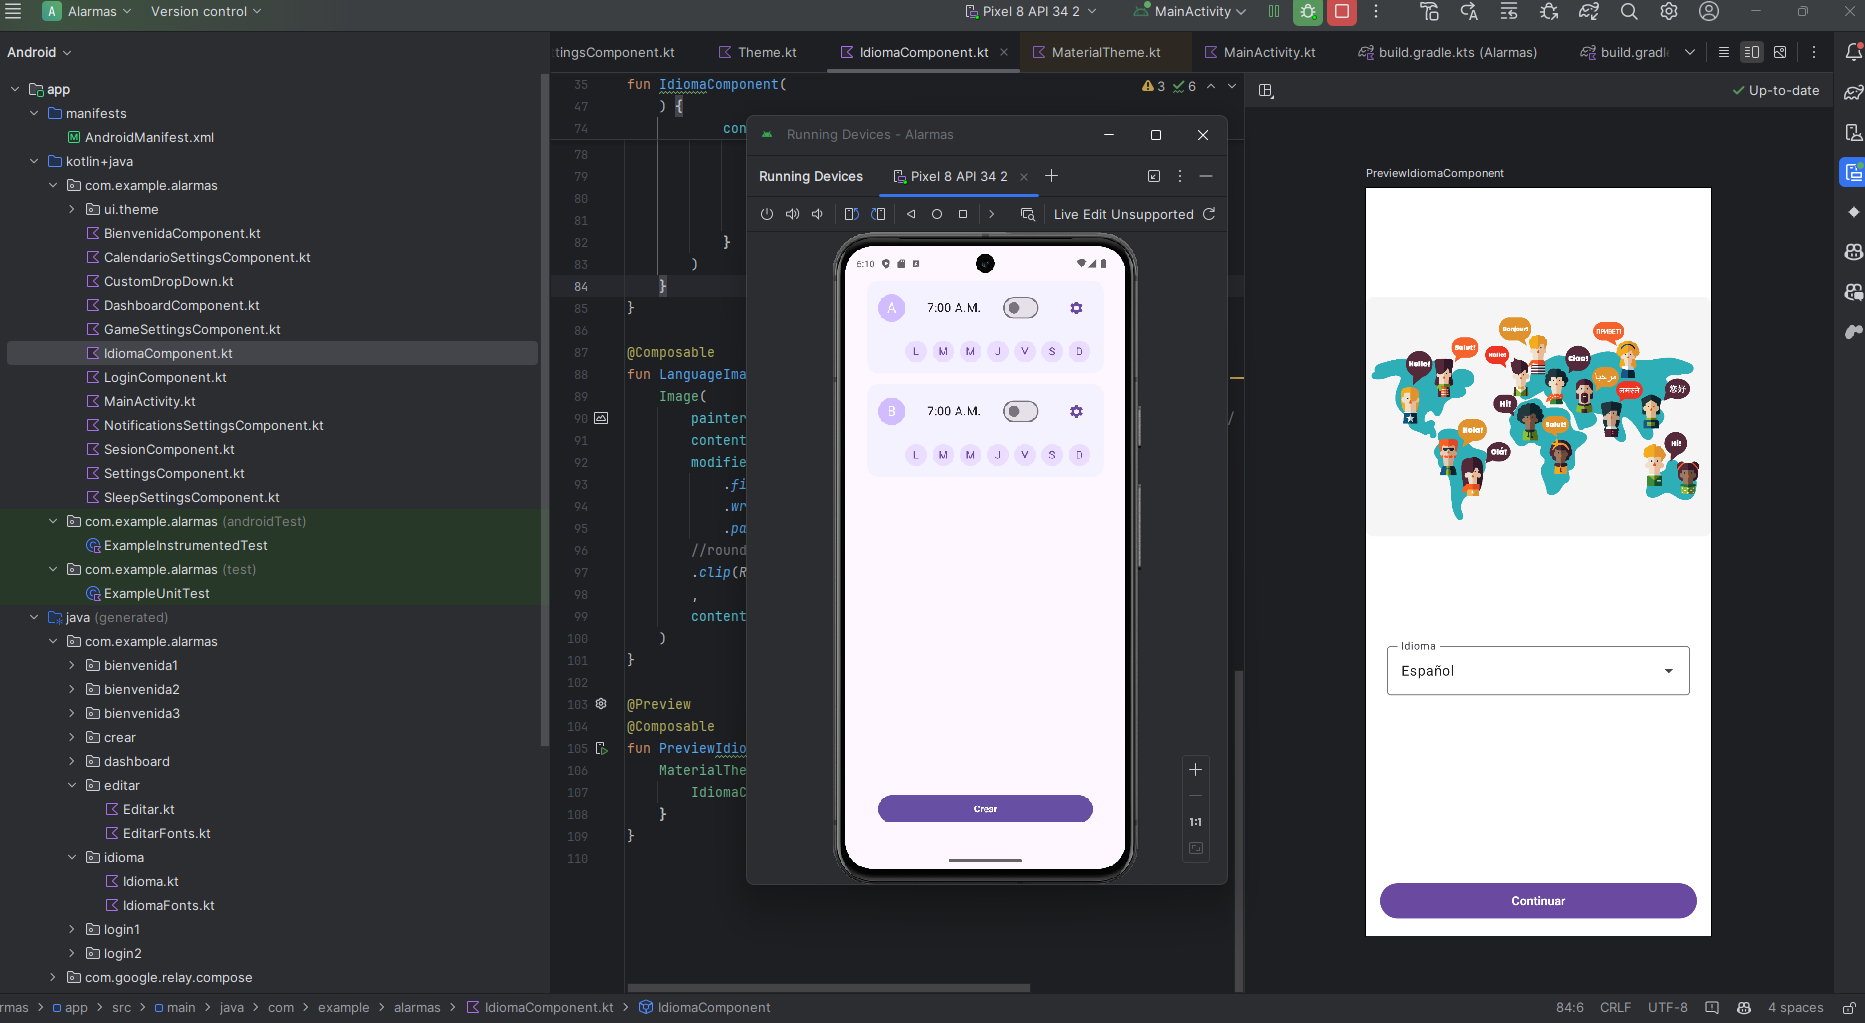 A Alarmas Version control Pixel 8 API 34 2 MainActivity
Android
tingsComponent.kt Theme.kt IdiomaComponent.kt MaterialTheme.kt MainActivity.kt build.gradle.kts (Alarmas) build.gradl
app
manifests
AndroidManifest.xml
kotlin+java
com.example.alarmas
ui.theme
BienvenidaComponent.kt
CalendarioSettingsComponent.kt
CustomDropDown.kt
DashboardComponent.kt
GameSettingsComponent.kt
IdiomaComponent.kt
LoginComponent.kt
MainActivity.kt
NotificationsSettingsComponent.kt
SesionComponent.kt
SettingsComponent.kt
SleepSettingsComponent.kt
com.example.alarmas (androidTest)
ExampleInstrumentedTest
com.example.alarmas (test)
ExampleUnitTest
java (generated)
com.example.alarmas
bienvenida1
bienvenida2
bienvenida3
crear
dashboard
editar
Editar.kt
EditarFonts.kt
idioma
Idioma.kt
IdiomaFonts.kt
login1
login2
com.google.relay.compose
35 fun IdiomaComponent(
3 6
47 ) {
74 con
78
79
80
81
82 }
83 )
84 }
85 }
86
87 @Composable
88 fun LanguageIma
89 Image(
90 painter /
91 content
92 modifie
93 .fi
94 .wr
95 .pa
96 //round
97 .clip(R
98 ,
99 content
100 )
101 }
102
103 @Preview
104 @Composable
105 fun PreviewIdio
106 MaterialThe
107 IdiomaC
108 }
109 }
110
Running Devices - Alarmas
Running Devices Pixel 8 API 34 2
Live Edit Unsupported
6:10
A 7:00 A.M.
L M M J V S D
B 7:00 A.M.
L M M J V S D
Crear
1:1
Up-to-date
PreviewIdiomaComponent
Bonjour!
ПРИВЕТ!
Salut!
Hallo!
Ciao!
Hello!
مرحبا
नमस्ते
您好
Hi!
Hola!
Salut!
Olá!
Hi!
Idioma
Español
Continuar
rmas app src main java com example alarmas IdiomaComponent.kt IdiomaComponent
84:6 CRLF UTF-8 4 spaces